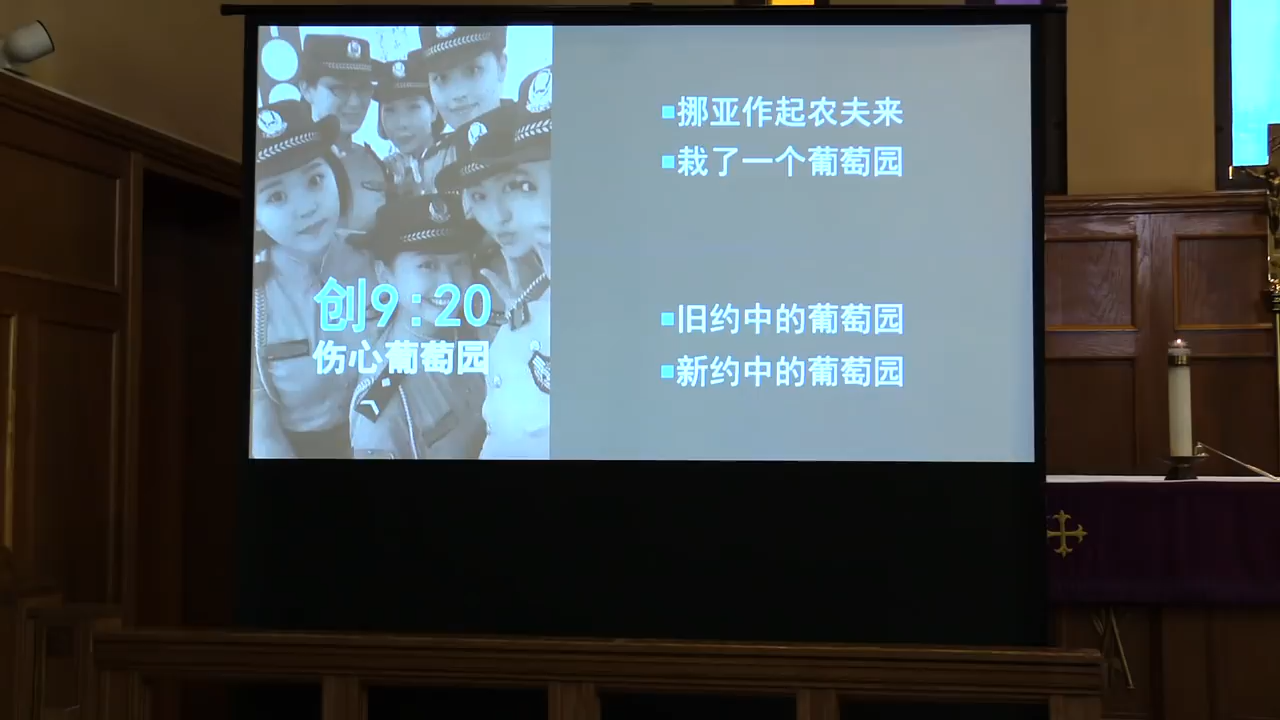 创9:20
伤心葡萄园
▪挪亚作起农夫来
▪栽了一个葡萄园
▪旧约中的葡萄园
▪新约中的葡萄园